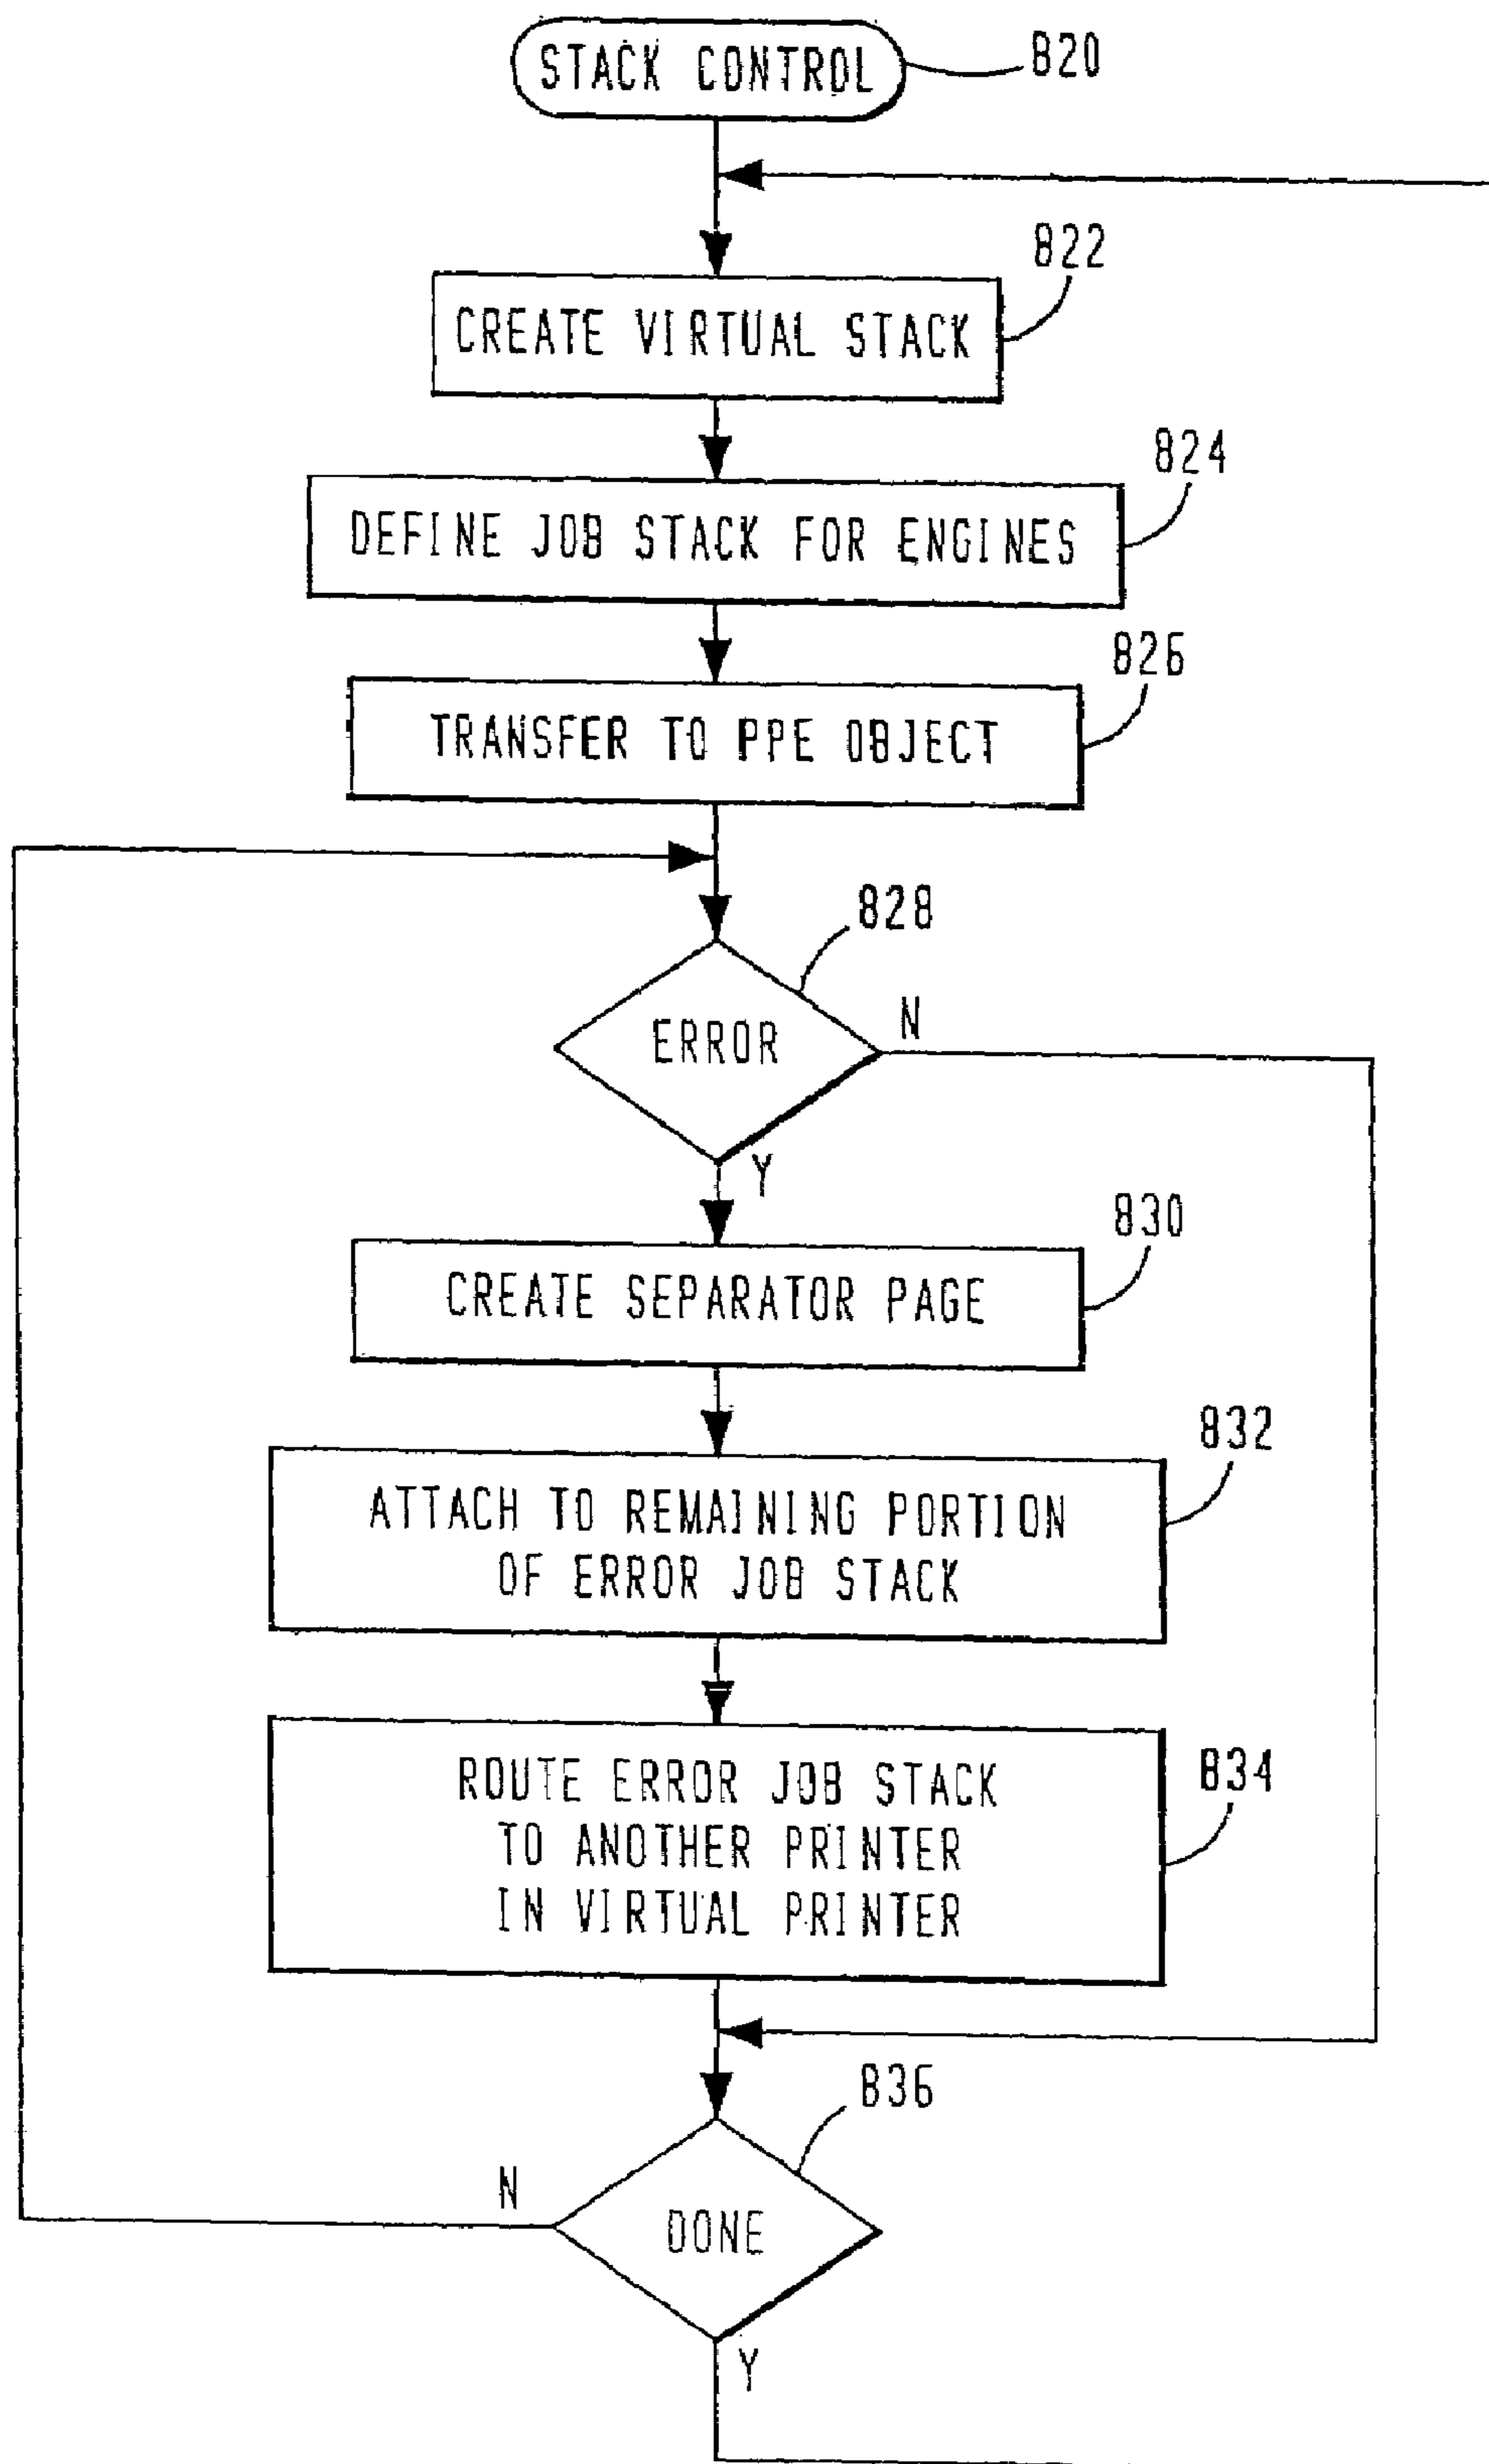 STACK CONTROL
820
822
CREATE VIRTUAL STACK
824
DEFINE JOB STACK FOR ENGINES
826
TRANSFER TO PPE OBJECT
828
ERROR
N
Y
830
CREATE SEPARATOR PAGE
832
ATTACH TO REMAINING PORTION
OF ERROR JOB STACK
834
ROUTE ERROR JOB STACK
TO ANOTHER PRINTER
IN VIRTUAL PRINTER
836
N
DONE
Y